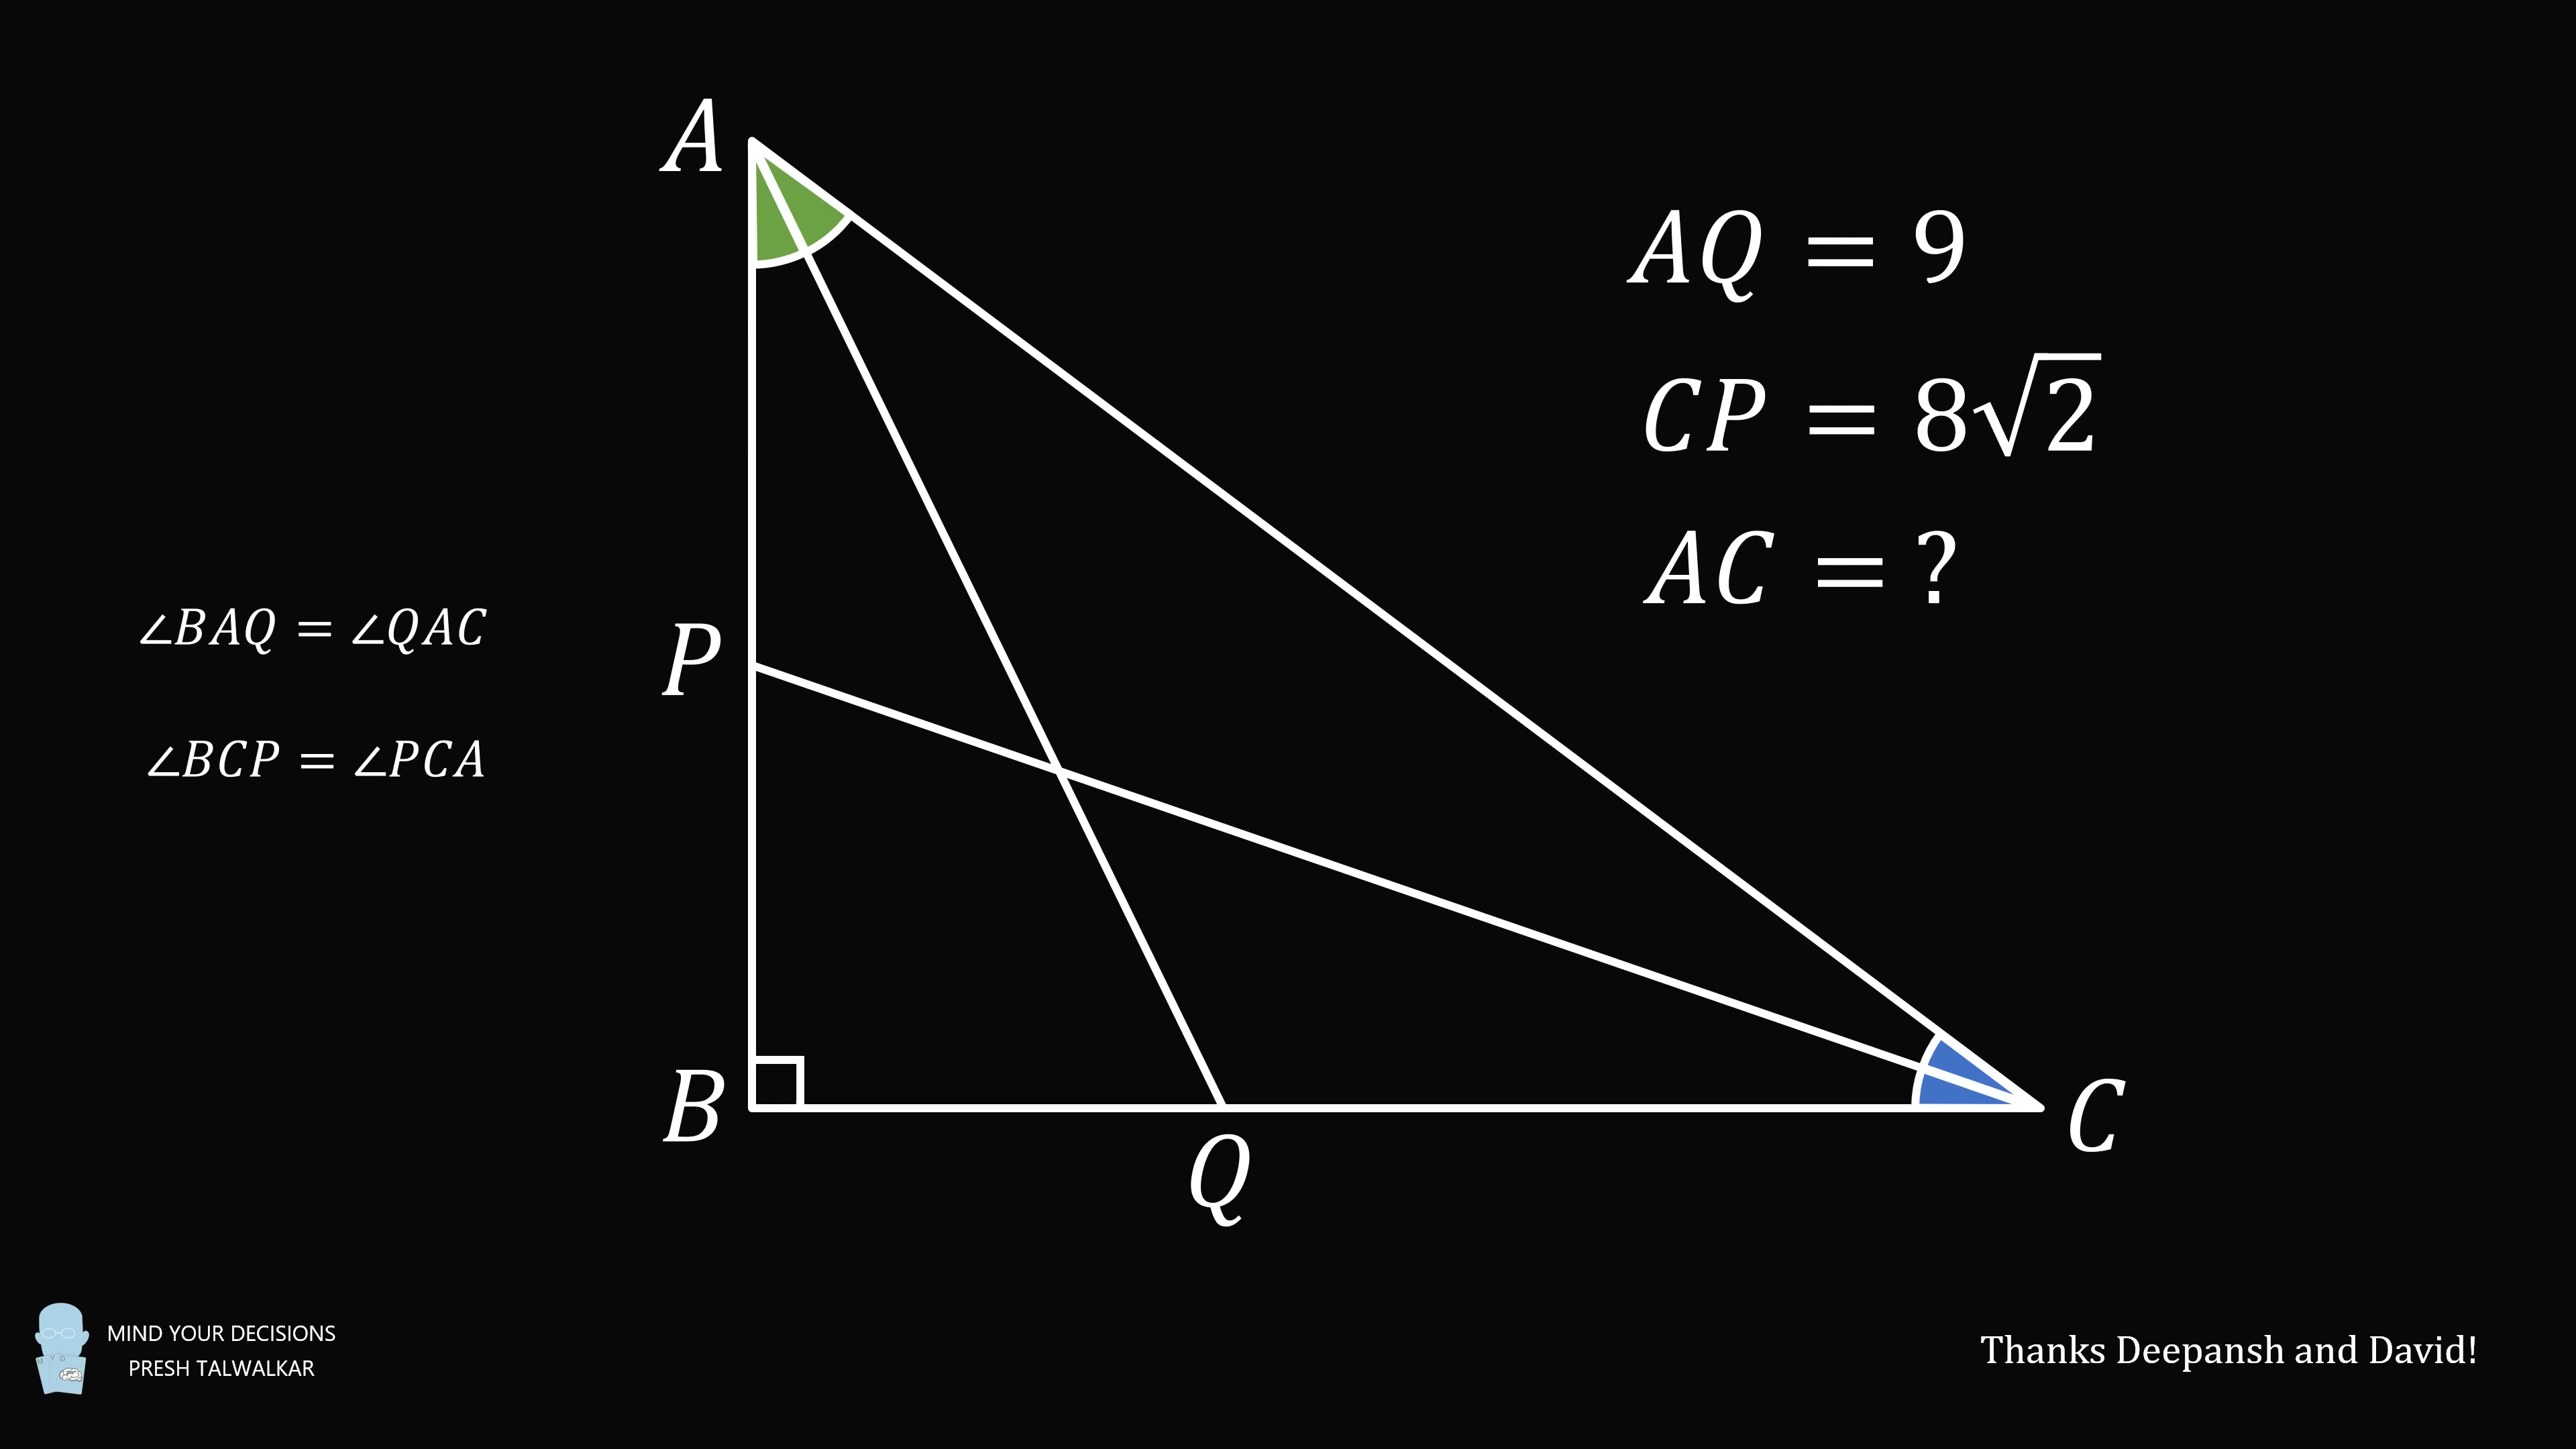 A
AQ = 9
CP = 8√2
AC = ?
∠BAQ = ∠QAC
P
∠BCP = ∠PCA
B
C
Q
MIND YOUR DECISIONS
PRESH TALWALKAR
Thanks Deepansh and David!